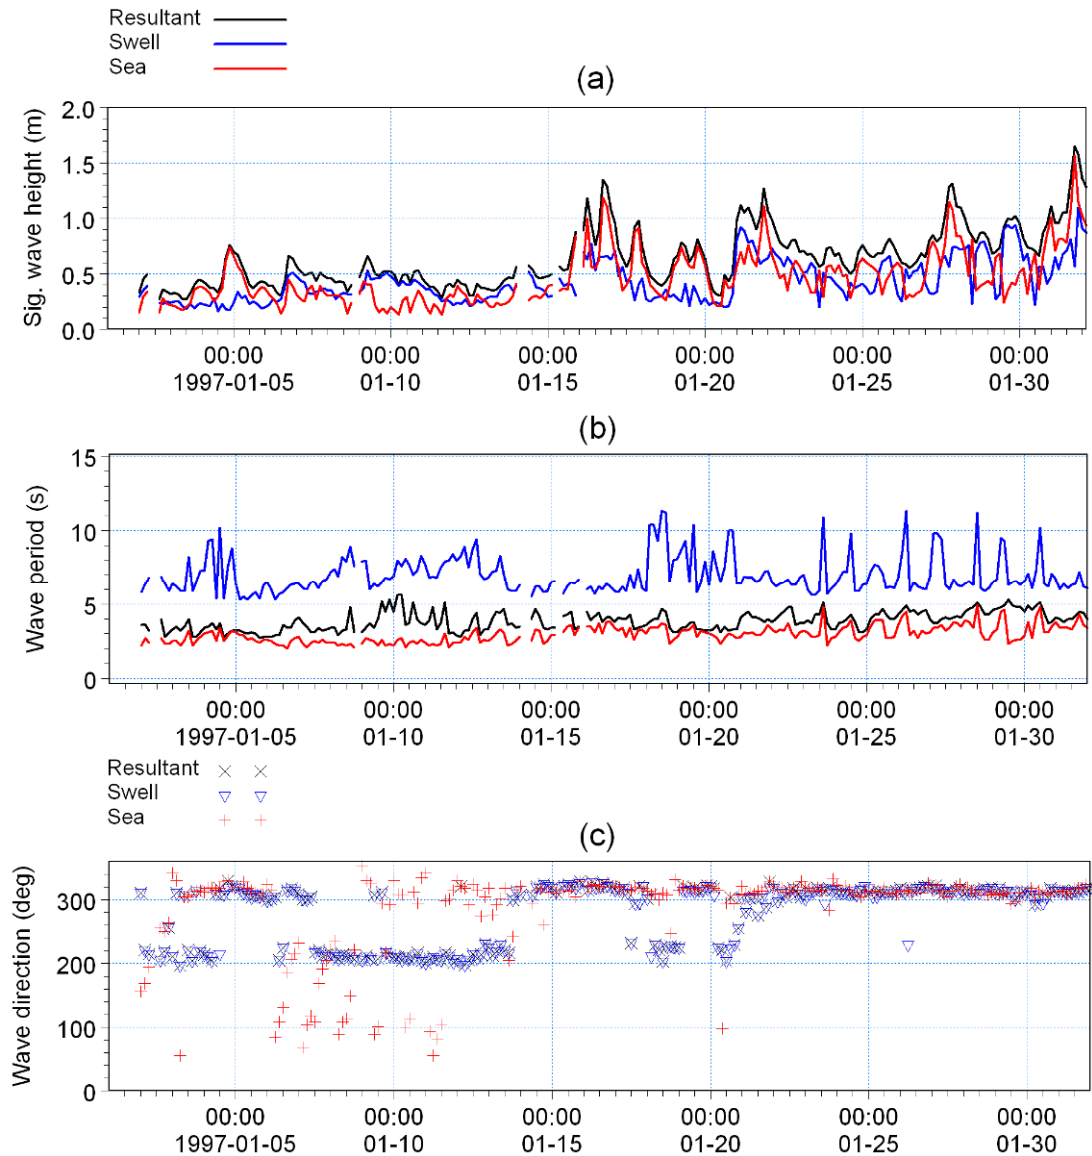 Resultant
Swell
Sea
(a)
Sig. wave height (m)
2.0
1.5
1.0
0.5
0.0
00:00 00:00 00:00 00:00 00:00 00:00
1997-01-05 01-10 01-15 01-20 01-25 01-30
(b)
Wave period (s)
15
10
5
0
00:00 00:00 00:00 00:00 00:00 00:00
1997-01-05 01-10 01-15 01-20 01-25 01-30
Resultant
Swell
Sea
(c)
Wave direction (deg)
300
200
100
0
00:00 00:00 00:00 00:00 00:00 00:00
1997-01-05 01-10 01-15 01-20 01-25 01-30